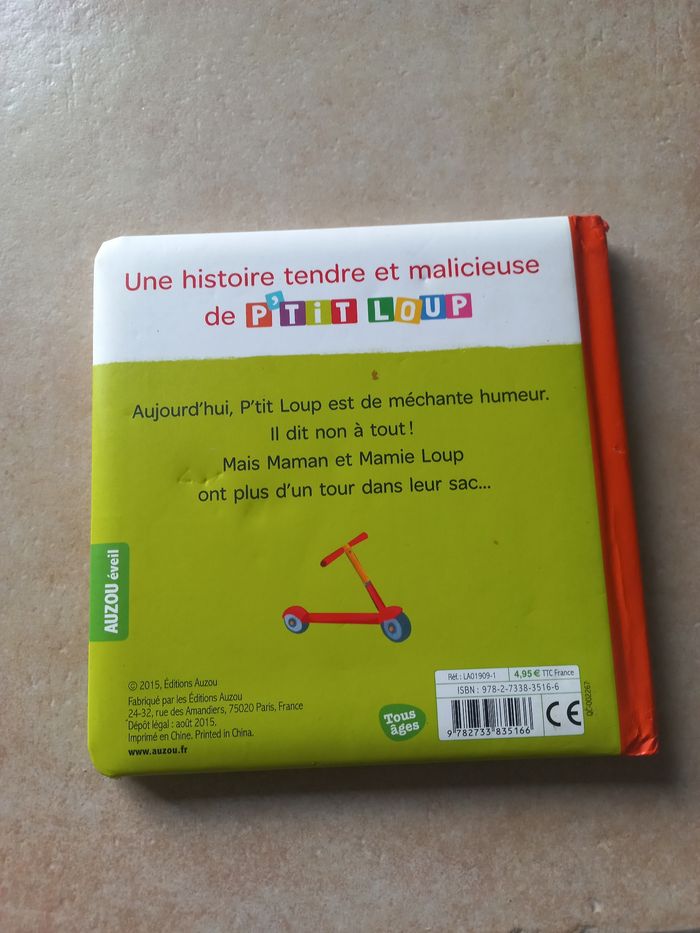 Une histoire tendre et malicieuse
de P'TiT LOUP
Aujourd'hui, P'tit Loup est de méchante humeur.
Il dit non à tout !
Mais Maman et Mamie Loup
ont plus d'un tour dans leur sac...
AUZOU éveil
© 2015, Éditions Auzou
Fabriqué par les Éditions Auzou
24-32, rue des Amandiers, 75020 Paris, France
Dépôt légal : août 2015.
Imprimé en Chine. Printed in China.
www.auzou.fr
Tous
âges
Réf.: LA01909-1
4,95 € TTC France
ISBN : 978-2-7338-3516-6
9 782733 835166
CE
QC-002267